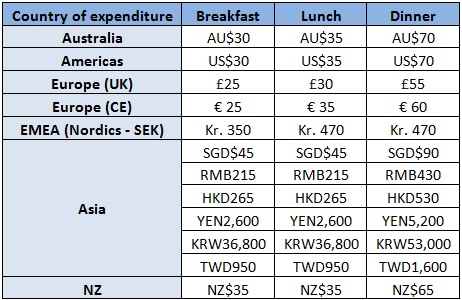 Country of expenditure Breakfast Lunch Dinner
Australia AU$30 AU$35 AU$70
Americas US$30 US$35 US$70
Europe (UK) £25 £30 £55
Europe (CE) € 25 € 35 € 60
EMEA (Nordics - SEK) Kr. 350 Kr. 470 Kr. 470
Asia SGD$45 SGD$45 SGD$90
RMB215 RMB215 RMB430
HKD265 HKD265 HKD530
YEN2,600 YEN2,600 YEN5,200
KRW36,800 KRW36,800 KRW53,000
TWD950 TWD950 TWD1,600
NZ NZ$35 NZ$35 NZ$65